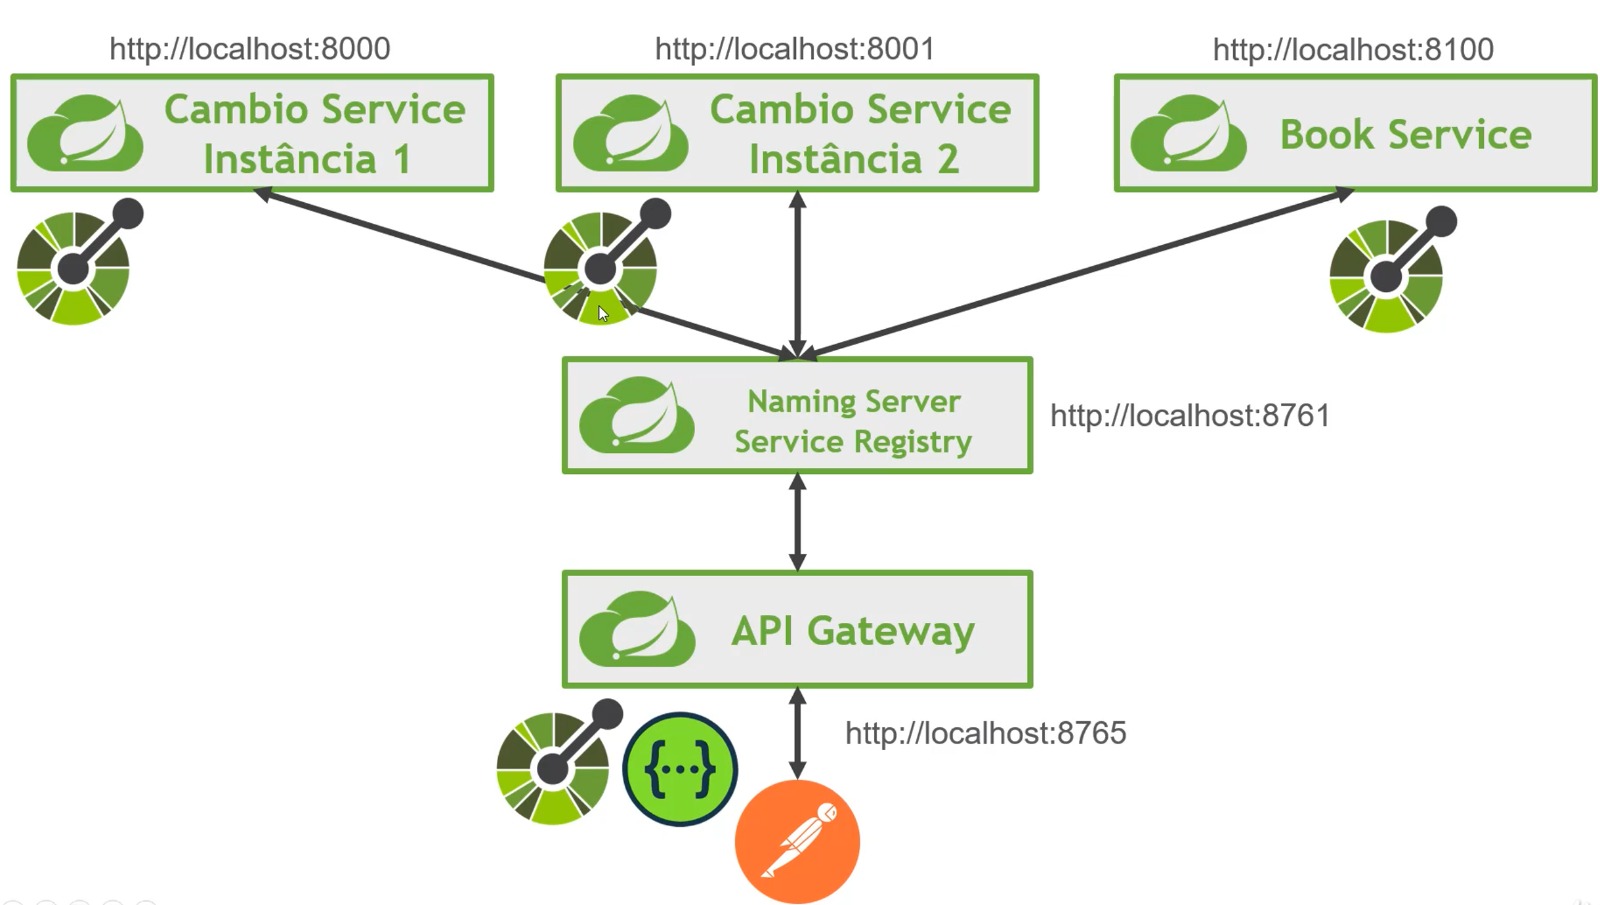 http://localhost:8000
http://localhost:8001
http://localhost:8100
Cambio Service
Instância 1
Cambio Service
Instância 2
Book Service
Naming Server
Service Registry
http://localhost:8761
API Gateway
http://localhost:8765
{···}